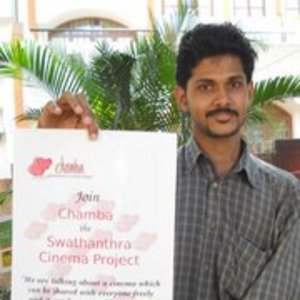 chamba
Join
Chamba
the
Swathanthra
Cinema Project
"We are talking about a cinema which
can be shared with everyone freely